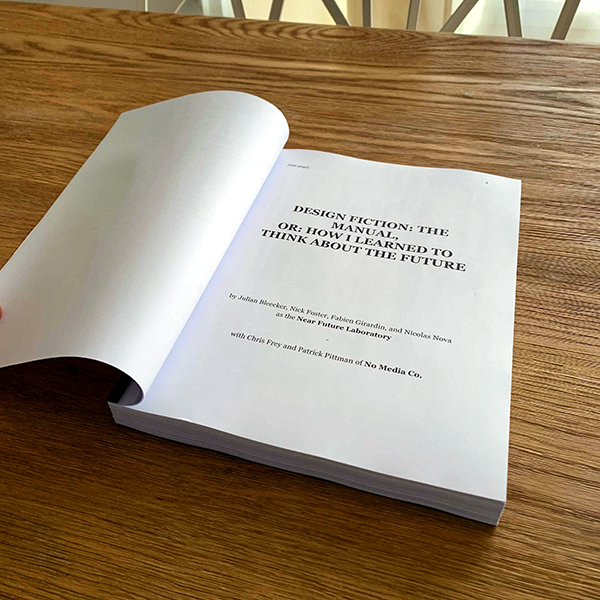 DESIGN FICTION: THE
MANUAL,
OR: HOW I LEARNED TO
THINK ABOUT THE FUTURE
by Julian Bleecker, Nick Foster, Fabien Girardin, and Nicolas Nova
as the Near Future Laboratory
-
with Chris Frey and Patrick Pittman of No Media Co.